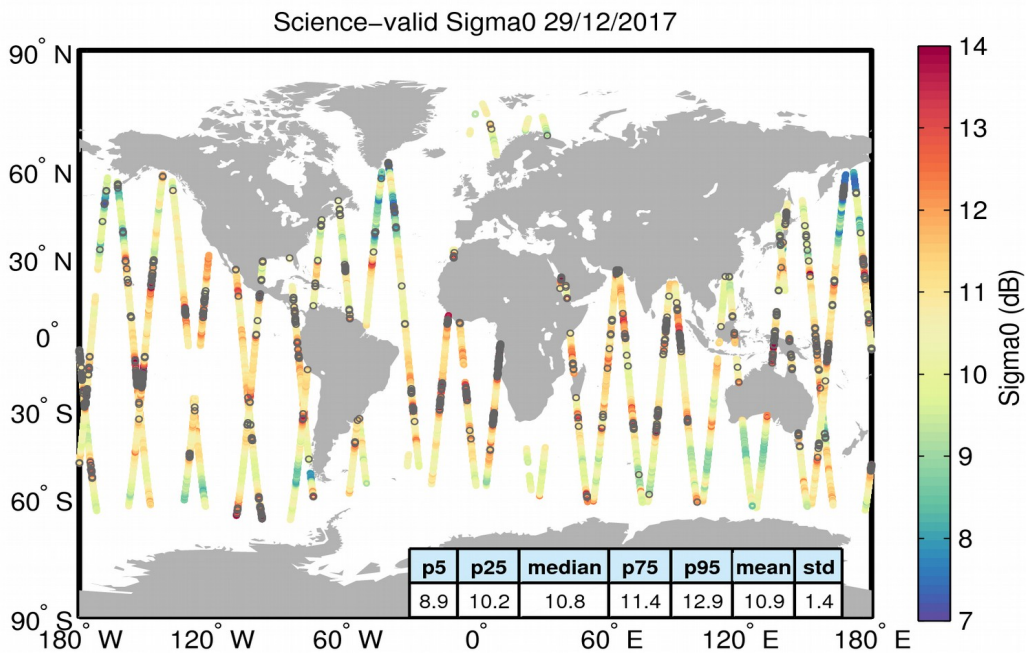 Science−valid Sigma0 29/12/2017
90° N
60° N
30° N
0°
30° S
60° S
90° S
180° W
120° W
60° W
0°
60° E
120° E
180° E
14
13
12
11
10
9
8
7
Sigma0 (dB)
p5 p25 median p75 p95 mean std
8.9 10.2 10.8 11.4 12.9 10.9 1.4